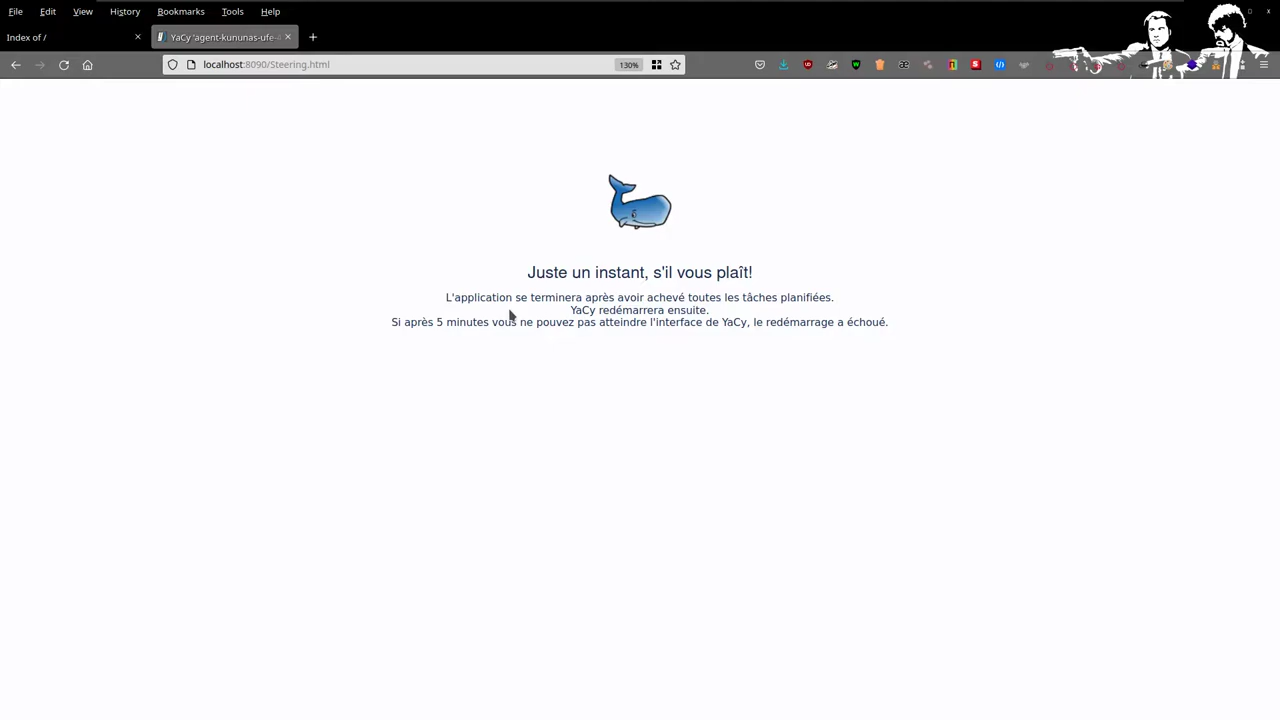 File Edit View History Bookmarks Tools Help
Index of /
YaCy 'agent-kununas-ufe-
localhost:8090/Steering.html
130%
Juste un instant, s'il vous plaît!
L'application se terminera après avoir achevé toutes les tâches planifiées.
YaCy redémarrera ensuite.
Si après 5 minutes vous ne pouvez pas atteindre l'interface de YaCy, le redémarrage a échoué.